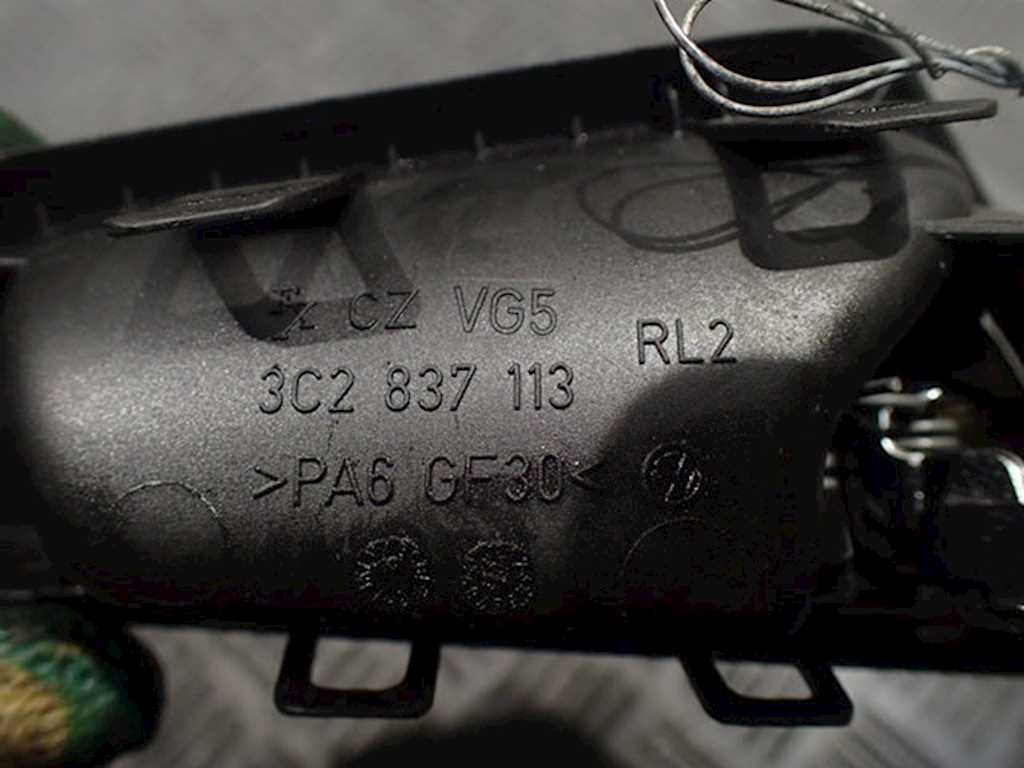 CZ VG5
RL2
3C2 837 113
>PA6 GF30<